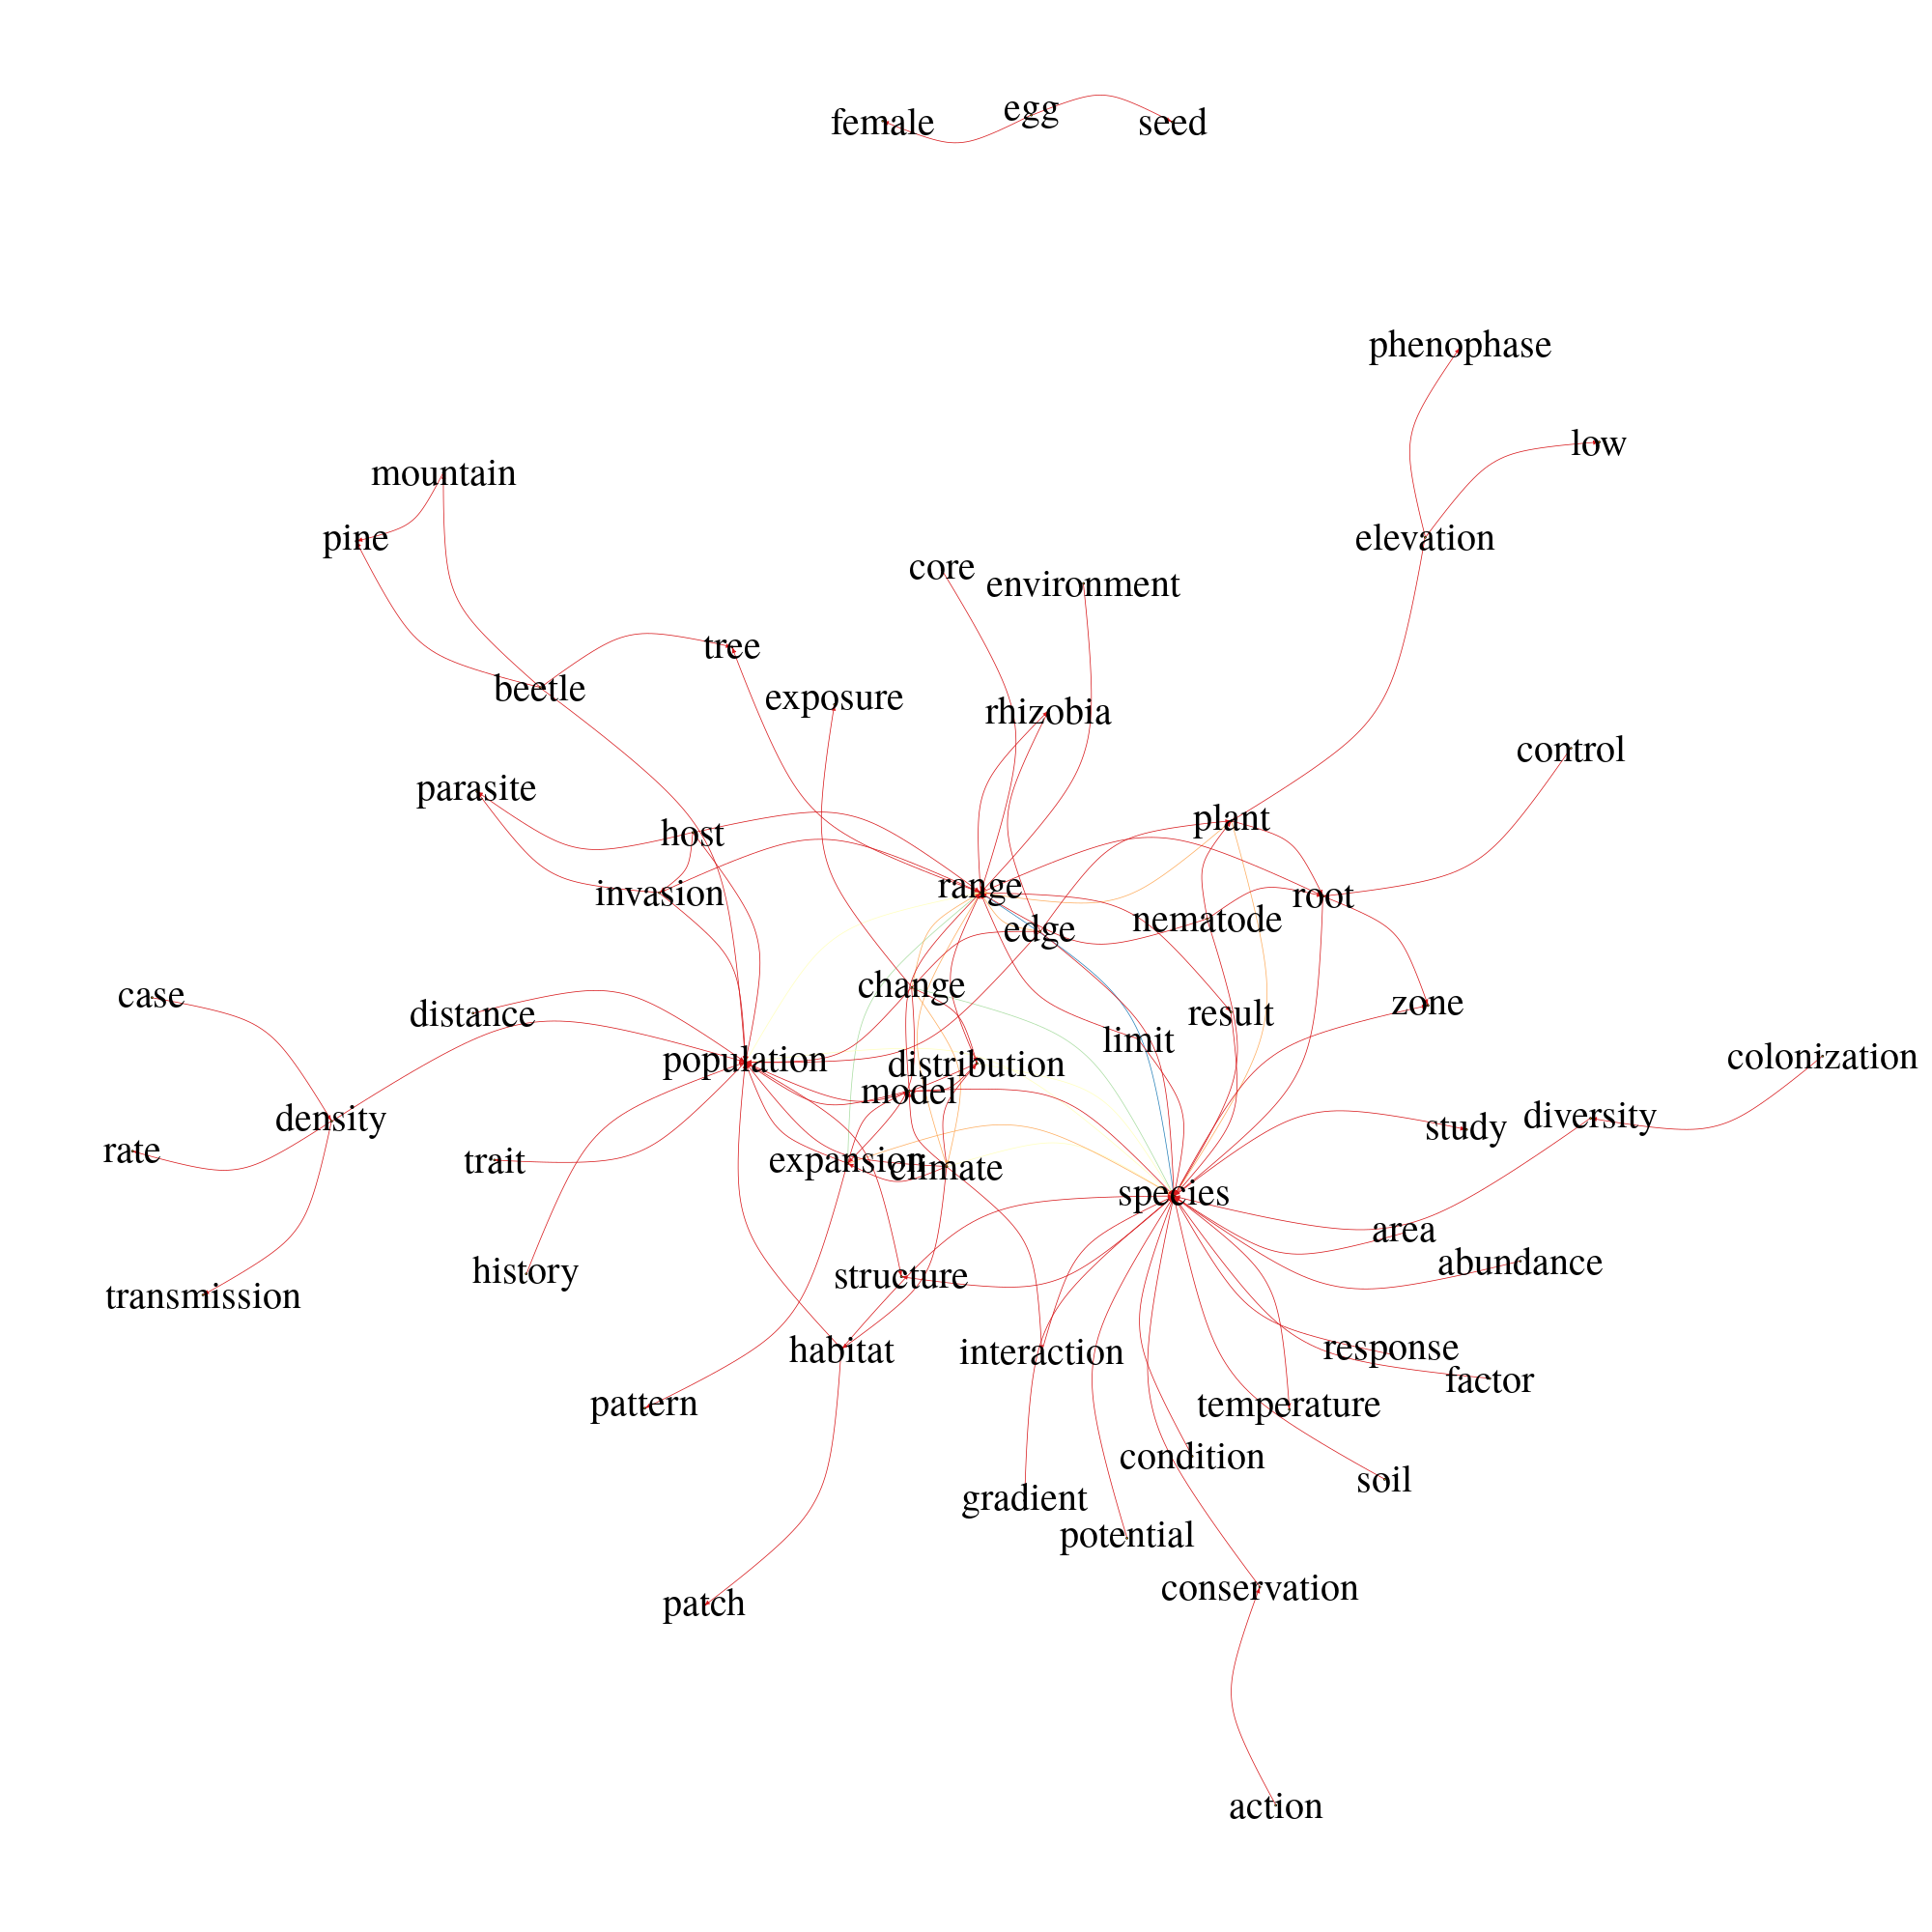 egg
female
seed
phenophase
low
mountain
pine
elevation
core
environment
tree
beetle
exposure
rhizobia
control
parasite
plant
host
range
invasion
root
nematode
edge
change
case
distance
zone
result
limit
population
distribution
colonization
model
density
diversity
study
rate
trait
expansion
climate
species
area
abundance
history
structure
transmission
habitat
interaction
response
factor
pattern
temperature
condition
soil
gradient
potential
conservation
patch
action